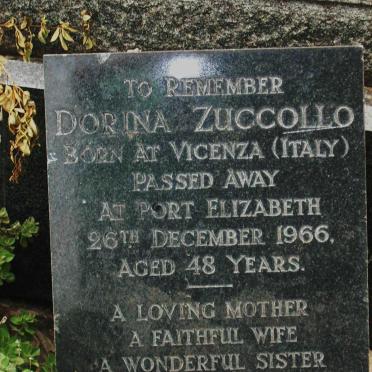 TO REMEMBER
DORINA ZUCCOLLO
BORN AT VICENZA (ITALY)
PASSED AWAY
AT PORT ELIZABETH
26TH DECEMBER 1966,
AGED 48 YEARS.
A LOVING MOTHER
A FAITHFUL WIFE
A WONDERFUL SISTER